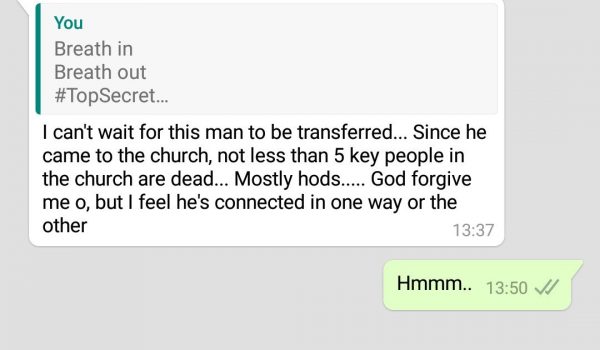 You
Breath in
Breath out
#TopSecret...
I can't wait for this man to be transferred... Since he
came to the church, not less than 5 key people in
the church are dead... Mostly hods..... God forgive
me o, but I feel he's connected in one way or the
other
13:37
Hmmm.. 13:50